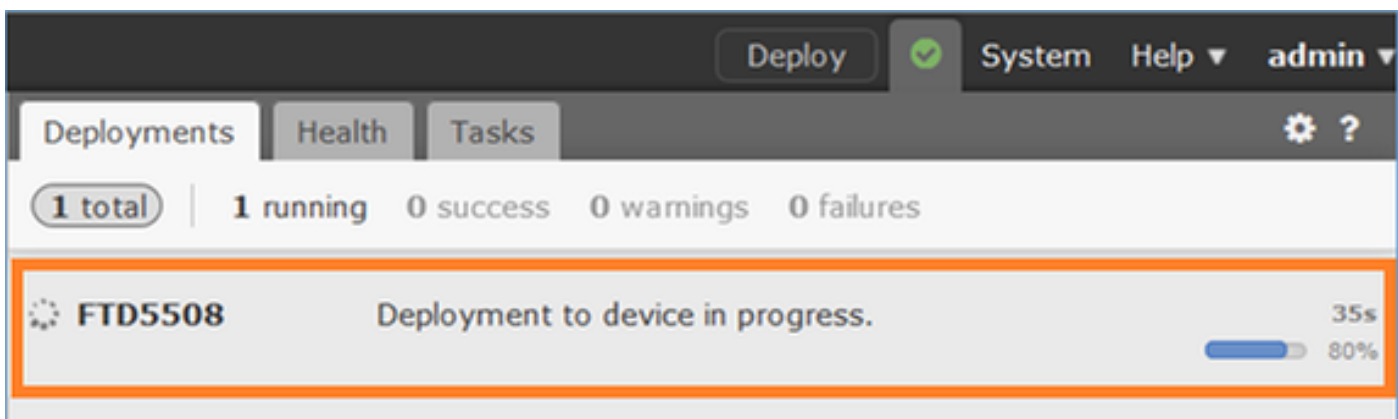 Deploy System Help admin
Deployments Health Tasks ?
1 total 1 running 0 success 0 warnings 0 failures
FTD5508 Deployment to device in progress. 35s
80%